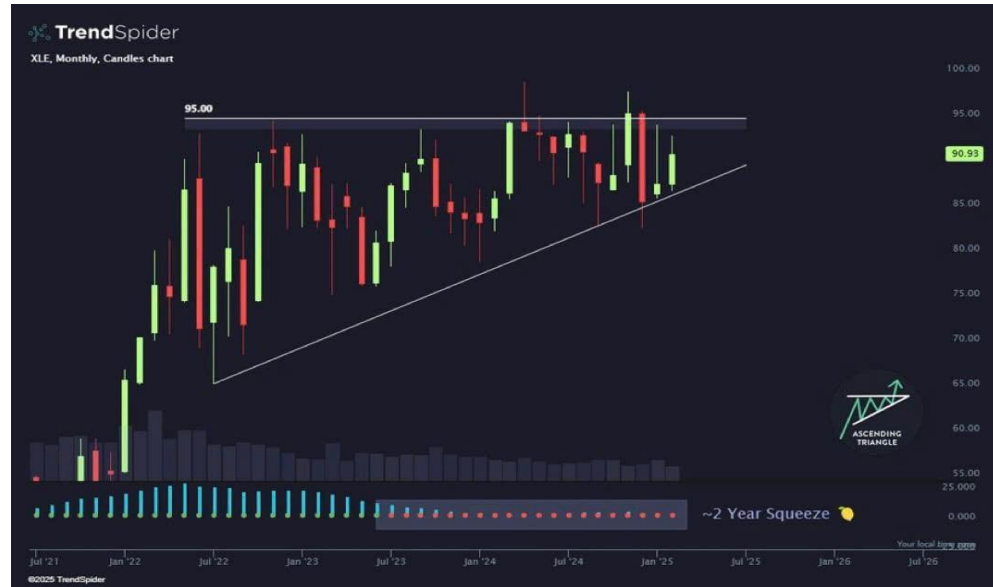 TrendSpider
XLE, Monthly, Candles chart
100.00
95.00
95.00
90.93
85.00
80.00
75.00
70.00
65.00
60.00
ASCENDING
TRIANGLE
55.00
25.000
~2 Year Squeeze 🍋
0.000
Your local time
Jul '21 Jan '22 Jul '22 Jan '23 Jul '23 Jan '24 Jul '24 Jan '25 Jul '25 Jan '26 Jul '26
©2025 TrendSpider